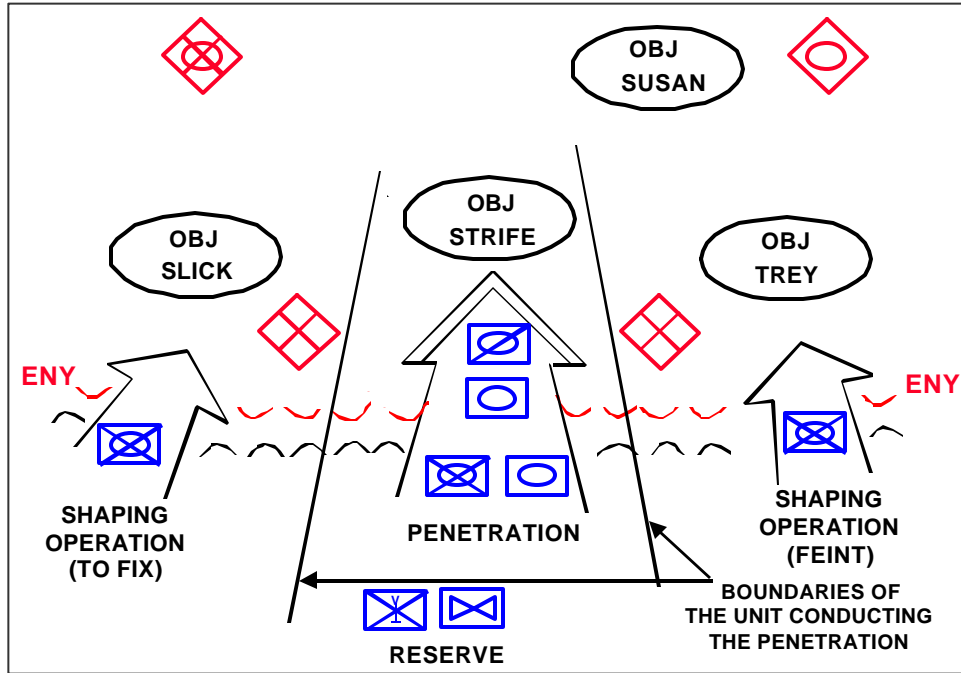 OBJ
SUSAN
OBJ
STRIFE
OBJ
SLICK
OBJ
TREY
ENY
ENY
SHAPING
OPERATION
(TO FIX)
PENETRATION
SHAPING
OPERATION
(FEINT)
BOUNDARIES OF
THE UNIT CONDUCTING
THE PENETRATION
RESERVE